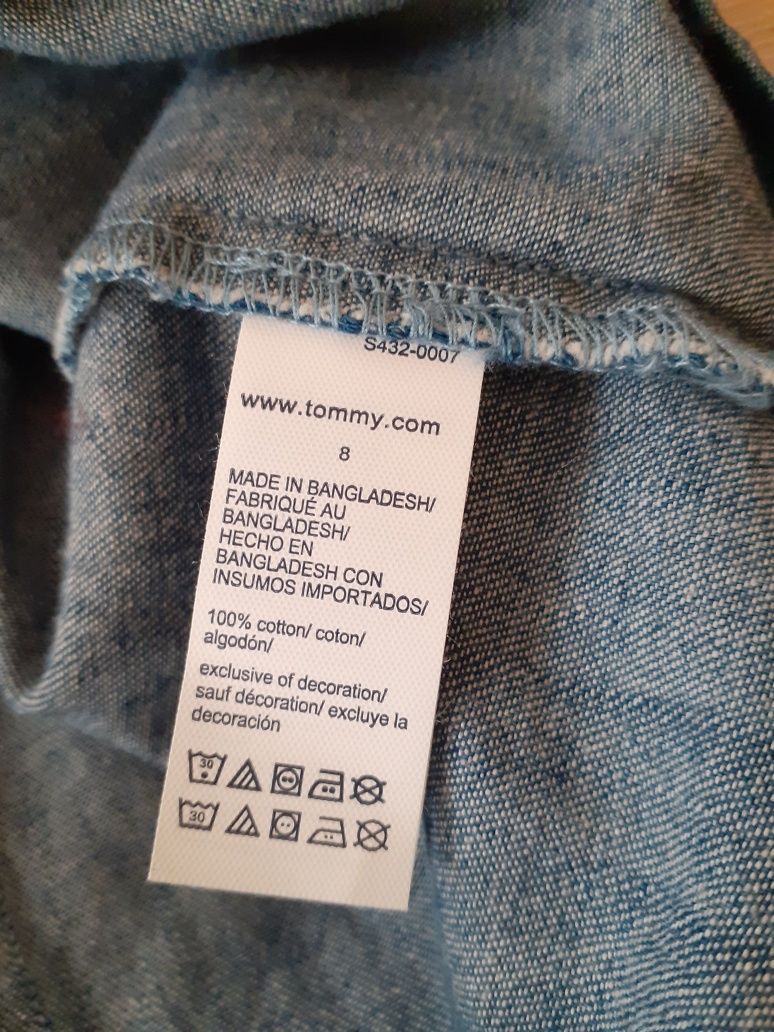 S432-0007
www.tommy.com
8
MADE IN BANGLADESH/
FABRIQUÉ AU
BANGLADESH/
HECHO EN
BANGLADESH CON
INSUMOS IMPORTADOS/
100% cotton/ coton/
algodón/
exclusive of decoration/
sauf décoration/ excluye la
decoración
30
30